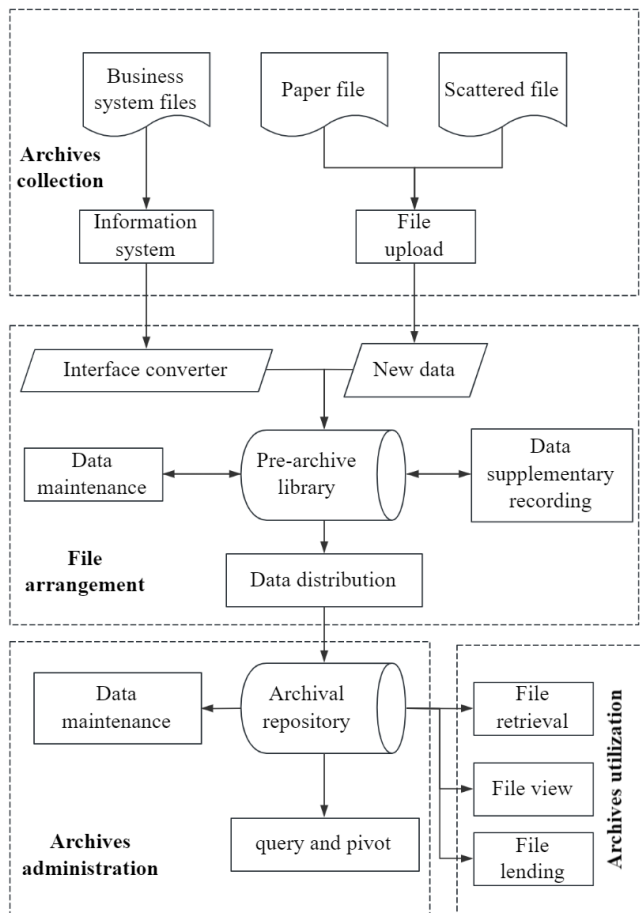 Business
system files
Paper file
Scattered file
Archives
collection
Information
system
File
upload
Interface converter
New data
Data
maintenance
Pre-archive
library
Data
supplementary
recording
File
arrangement
Data distribution
Data
maintenance
Archival
repository
File
retrieval
File view
query and pivot
File
lending
Archives
administration
Archives utilization